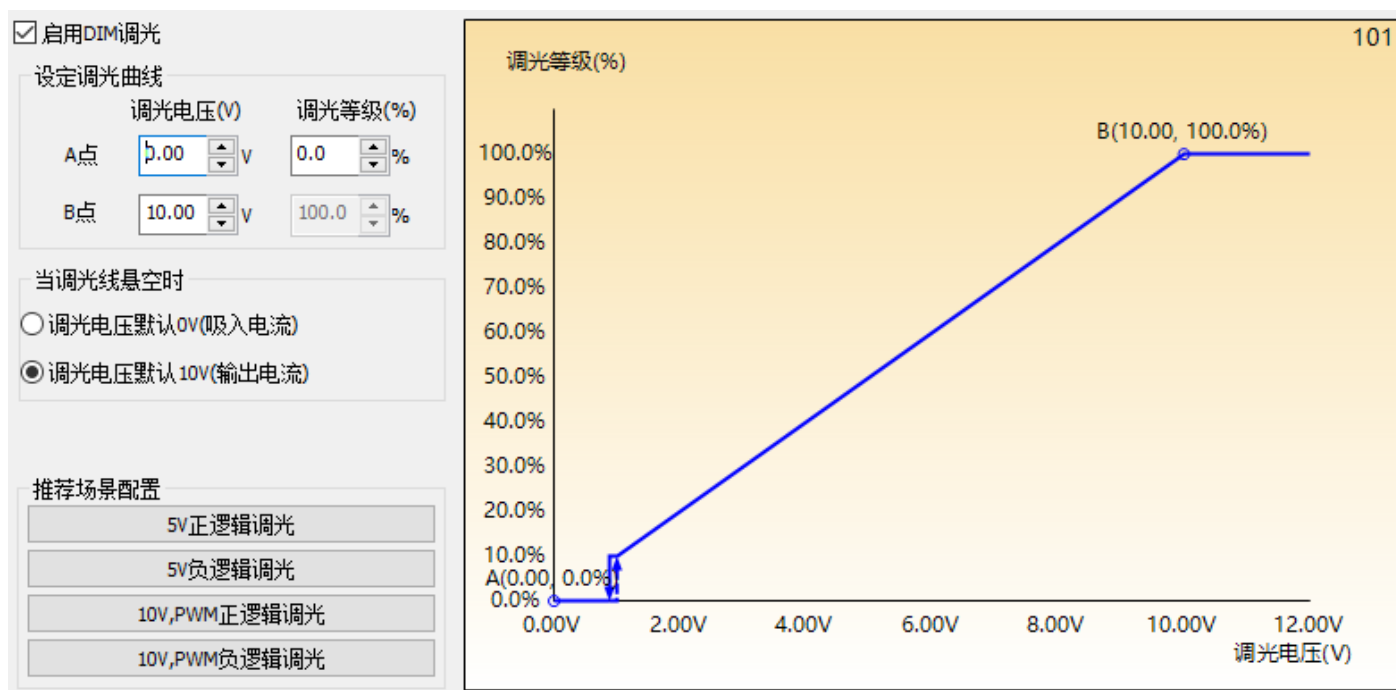 启用DIM调光
设定调光曲线
调光电压(V) 调光等级(%)
A点 0.00 V 0.0 %
B点 10.00 V 100.0 %
当调光线悬空时
调光电压默认0V(吸入电流)
调光电压默认10V(输出电流)
推荐场景配置
5V正逻辑调光
5V负逻辑调光
10V,PWM正逻辑调光
10V,PWM负逻辑调光
101
调光等级(%)
B(10.00, 100.0%)
100.0%
90.0%
80.0%
70.0%
60.0%
50.0%
40.0%
30.0%
20.0%
10.0%
A(0.00, 0.0%)
0.0%
0.00V 2.00V 4.00V 6.00V 8.00V 10.00V 12.00V
调光电压(V)